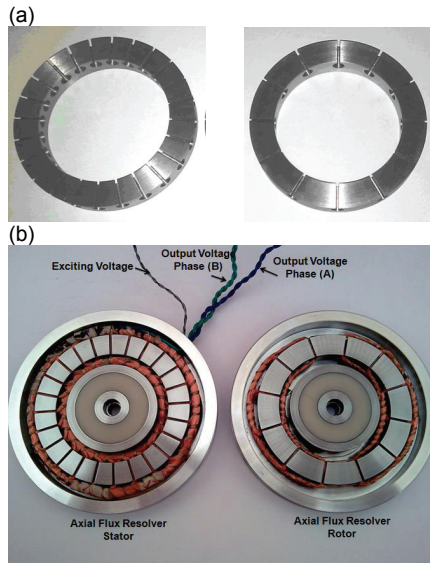 (a)
(b)
Exciting Voltage
Output Voltage
Phase (B)
Output Voltage
Phase (A)
Axial Flux Resolver
Stator
Axial Flux Resolver
Rotor